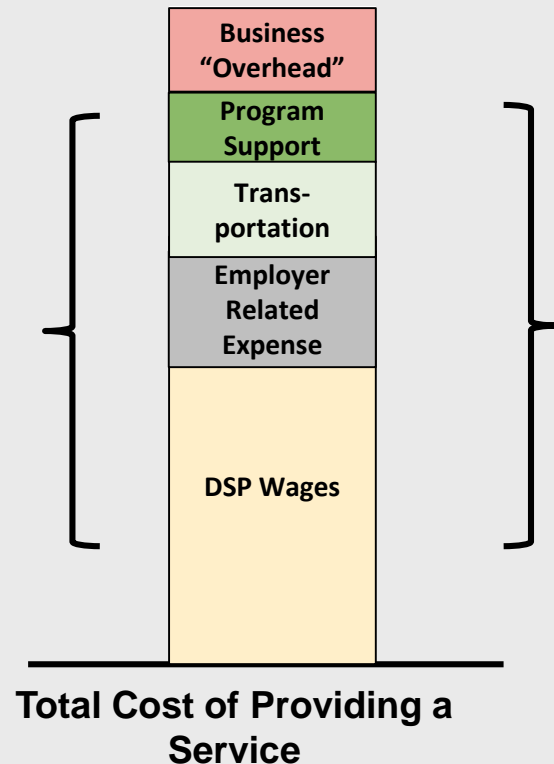 Business
“Overhead”
Program
Support
Trans-
portation
Employer
Related
Expense
DSP Wages
Total Cost of Providing a
Service